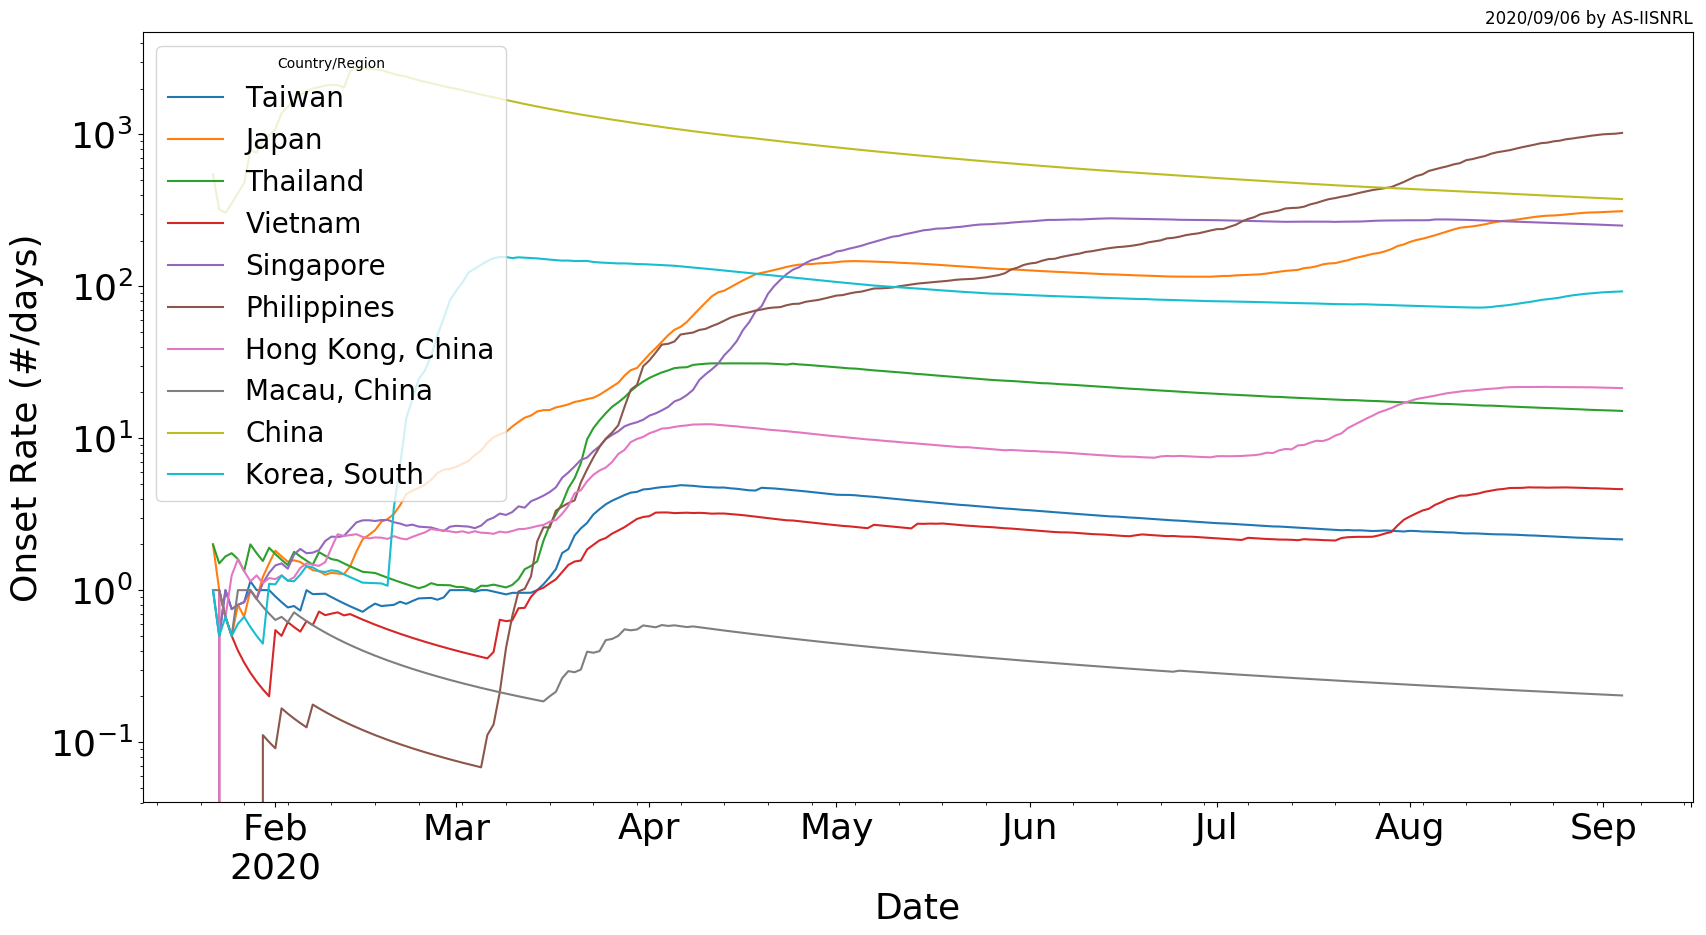 2020/09/06 by AS-IISNRL
Country/Region
Taiwan
Japan
Thailand
Vietnam
Singapore
Philippines
Hong Kong, China
Macau, China
China
Korea, South
Onset Rate (#/days)
10³
10²
10¹
10⁰
10⁻¹
Feb Mar Apr May Jun Jul Aug Sep
2020
Date